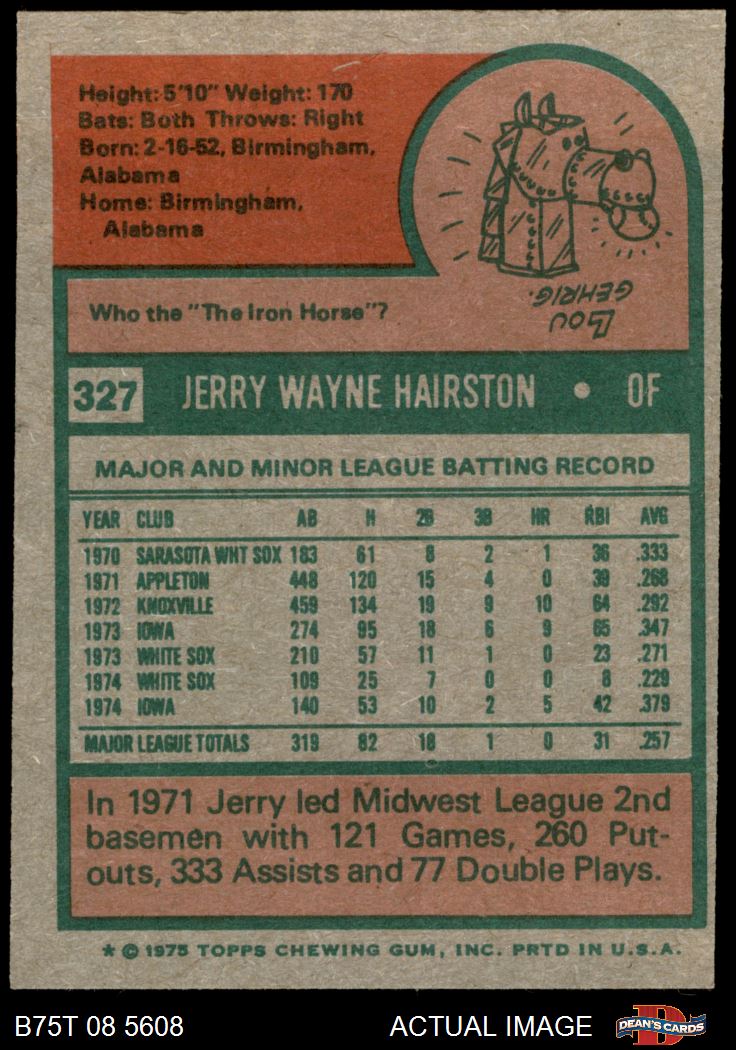 Height: 5'10" Weight: 170
Bats: Both Throws: Right
Born: 2-16-52, Birmingham,
Alabama
Home: Birmingham,
Alabama
Who the "The Iron Horse"?
LOU
GEHRIG.
327 JERRY WAYNE HAIRSTON • OF
MAJOR AND MINOR LEAGUE BATTING RECORD
YEAR CLUB AB H 2B 3B HR RBI AVG
1970 SARASOTA WHT SOX 183 61 8 2 1 36 .333
1971 APPLETON 448 120 15 4 0 39 .268
1972 KNOXVILLE 459 134 19 9 10 64 .292
1973 IOWA 274 95 18 6 9 65 .347
1973 WHITE SOX 210 57 11 1 0 23 .271
1974 WHITE SOX 109 25 7 0 0 8 .229
1974 IOWA 140 53 10 2 5 42 .379
MAJOR LEAGUE TOTALS 319 82 18 1 0 31 .257
In 1971 Jerry led Midwest League 2nd
basemen with 121 Games, 260 Put-
outs, 333 Assists and 77 Double Plays.
* © 1975 TOPPS CHEWING GUM, INC. PRTD IN U.S.A.
B75T 08 5608 ACTUAL IMAGE D DEAN'S CARDS